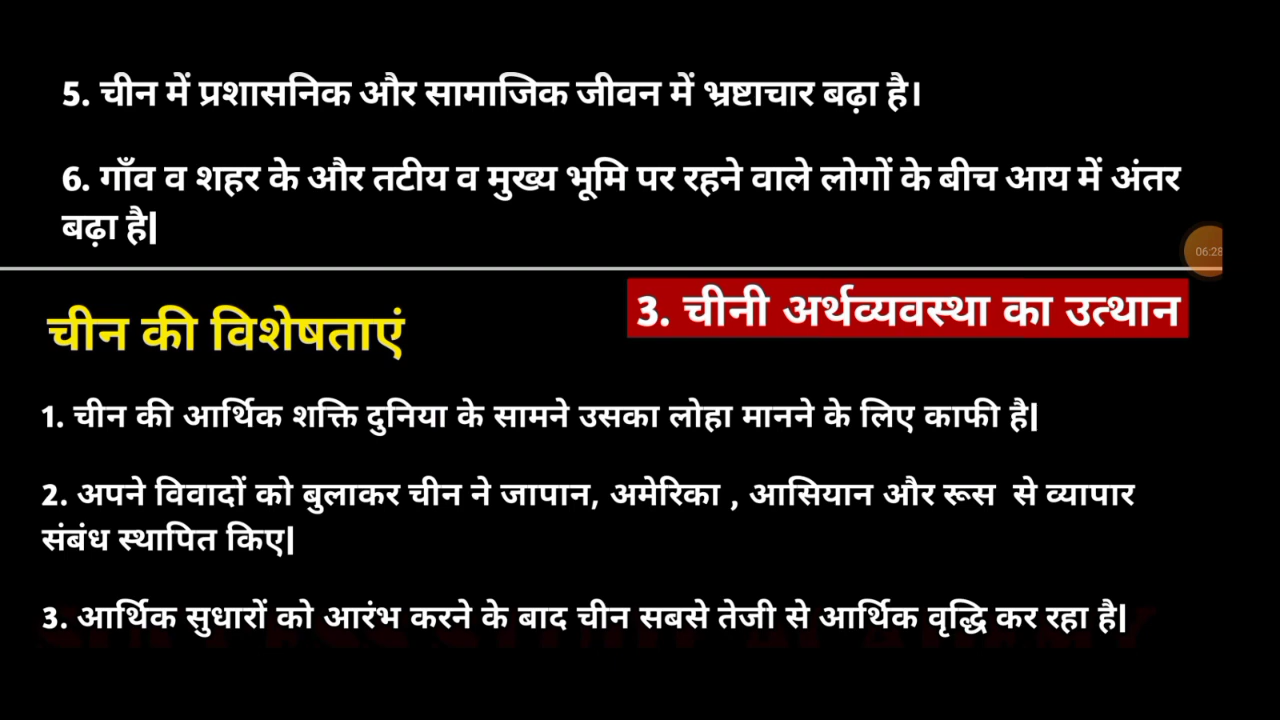 5. चीन में प्रशासनिक और सामाजिक जीवन में भ्रष्टाचार बढ़ा है।
6. गाँव व शहर के और तटीय व मुख्य भूमि पर रहने वाले लोगों के बीच आय में अंतर
बढ़ा है|
06:28
3. चीनी अर्थव्यवस्था का उत्थान
चीन की विशेषताएं
1. चीन की आर्थिक शक्ति दुनिया के सामने उसका लोहा मानने के लिए काफी है|
2. अपने विवादों को बुलाकर चीन ने जापान, अमेरिका , आसियान और रूस से व्यापार
संबंध स्थापित किए|
3. आर्थिक सुधारों को आरंभ करने के बाद चीन सबसे तेजी से आर्थिक वृद्धि कर रहा है|